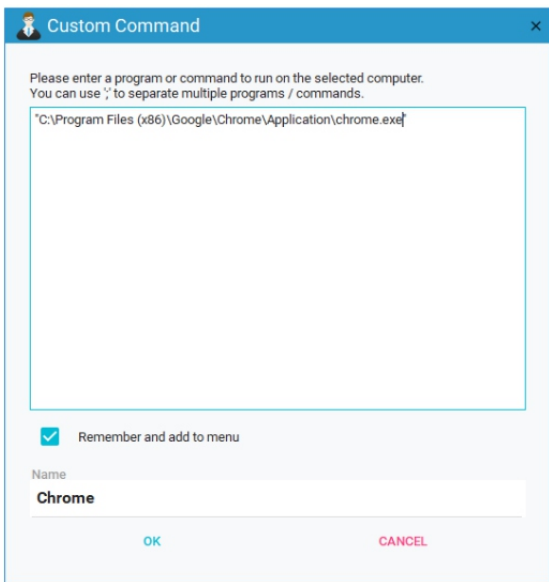 Custom Command
Please enter a program or command to run on the selected computer.
You can use ';' to separate multiple programs / commands.
"C:\Program Files (x86)\Google\Chrome\Application\chrome.exe"
Remember and add to menu
Name
Chrome
OK CANCEL